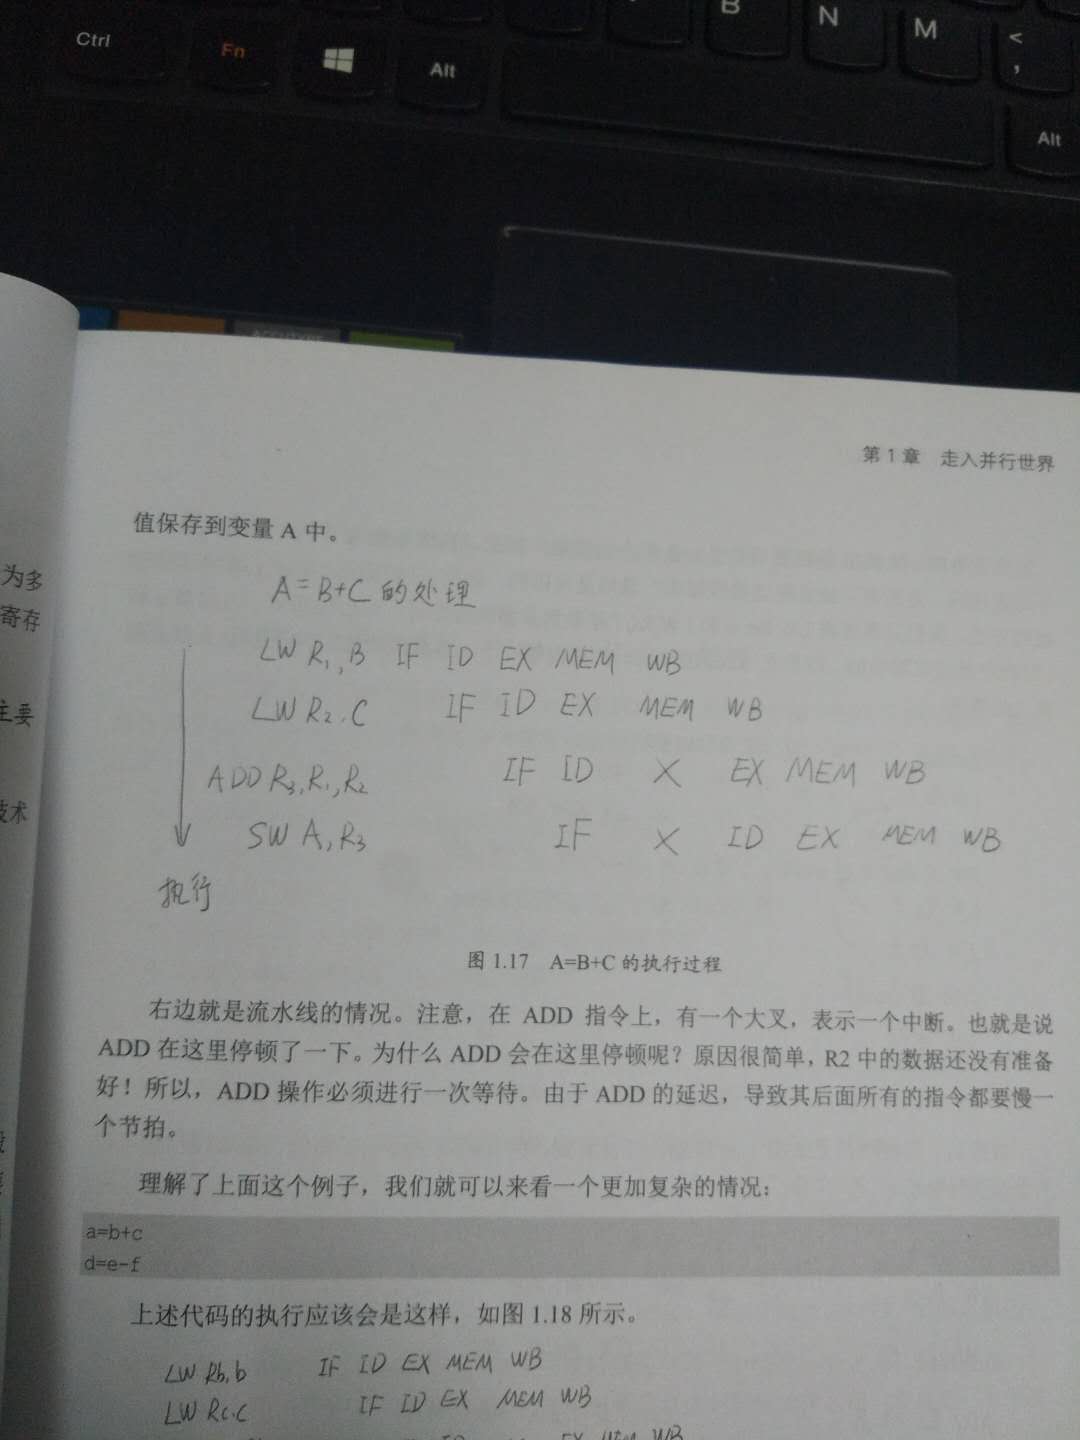 Ctrl Fn Alt B N M < ,
Alt
第1章 走入并行世界
值保存到变量 A 中。
为多
寄存
主要
技术
A=B+C 的处理
LW R1,B IF ID EX MEM WB
LW R2.C IF ID EX MEM WB
ADD R3,R1,R2 IF ID X EX MEM WB
SW A,R3 IF X ID EX MEM WB
执行
图 1.17 A=B+C 的执行过程
右边就是流水线的情况。注意，在 ADD 指令上，有一个大叉，表示一个中断。也就是说
ADD 在这里停顿了一下。为什么 ADD 会在这里停顿呢？原因很简单，R2 中的数据还没有准备
好！所以，ADD 操作必须进行一次等待。由于 ADD 的延迟，导致其后面所有的指令都要慢一
个节拍。
理解了上面这个例子，我们就可以来看一个更加复杂的情况：
a=b+c
d=e-f
上述代码的执行应该会是这样，如图 1.18 所示。
LW Rb,b IF ID EX MEM WB
LW Rc.c IF ID EX MEM WB
EX MEM WB